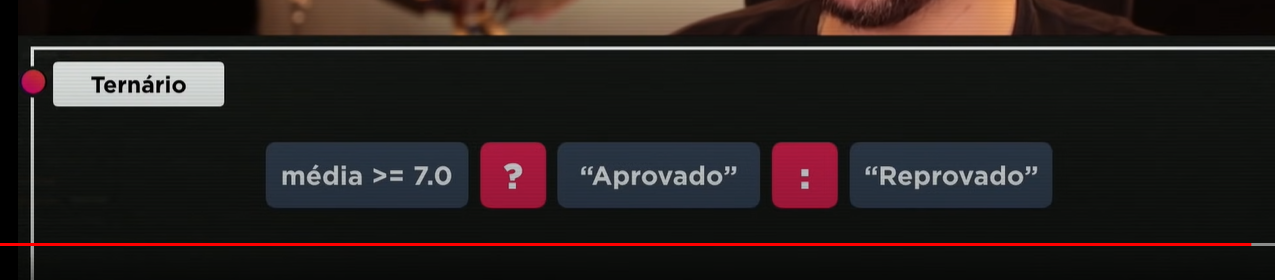 Ternário
média >= 7.0 ? “Aprovado” : “Reprovado”